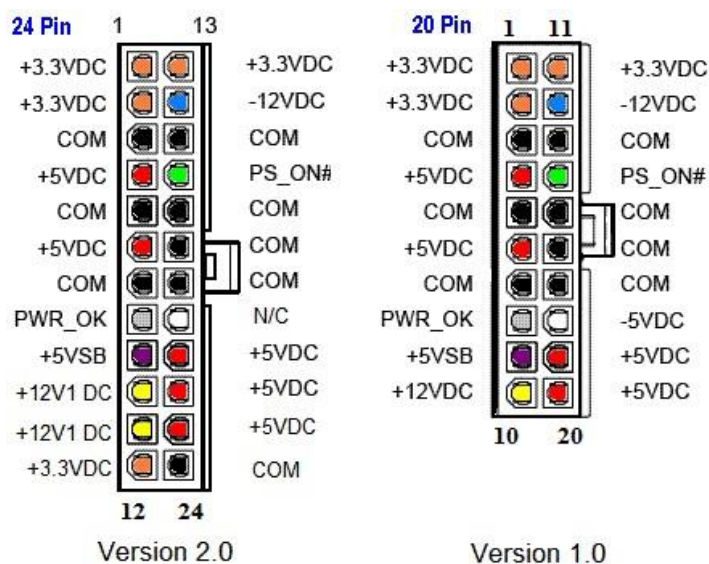 24 Pin 1 13
+3.3VDC +3.3VDC
+3.3VDC -12VDC
COM COM
+5VDC PS_ON#
COM COM
+5VDC COM
COM COM
PWR_OK N/C
+5VSB +5VDC
+12V1 DC +5VDC
+12V1 DC +5VDC
+3.3VDC COM
12 24
Version 2.0
20 Pin 1 11
+3.3VDC +3.3VDC
+3.3VDC -12VDC
COM COM
+5VDC PS_ON#
COM COM
+5VDC COM
COM COM
PWR_OK -5VDC
+5VSB +5VDC
+12VDC +5VDC
10 20
Version 1.0